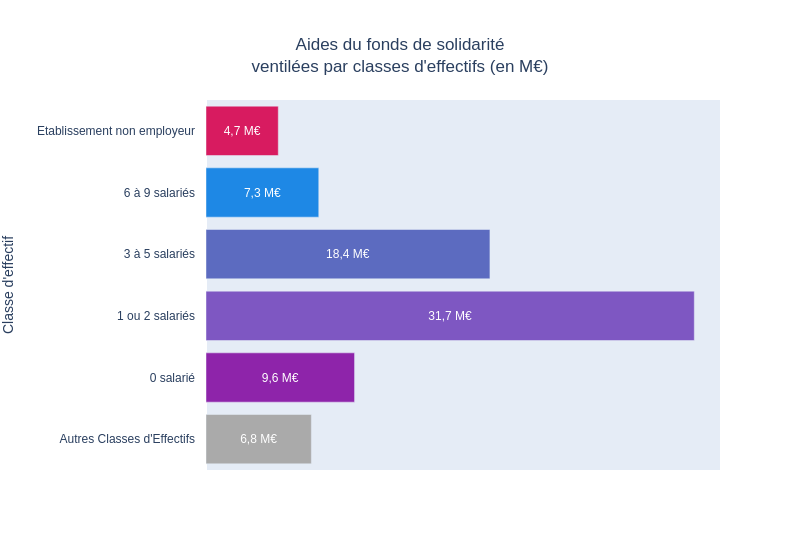 Aides du fonds de solidarité
ventilées par classes d'effectifs (en M€)
Classe d'effectif
Etablissement non employeur
4,7 M€
6 à 9 salariés
7,3 M€
3 à 5 salariés
18,4 M€
1 ou 2 salariés
31,7 M€
0 salarié
9,6 M€
Autres Classes d'Effectifs
6,8 M€